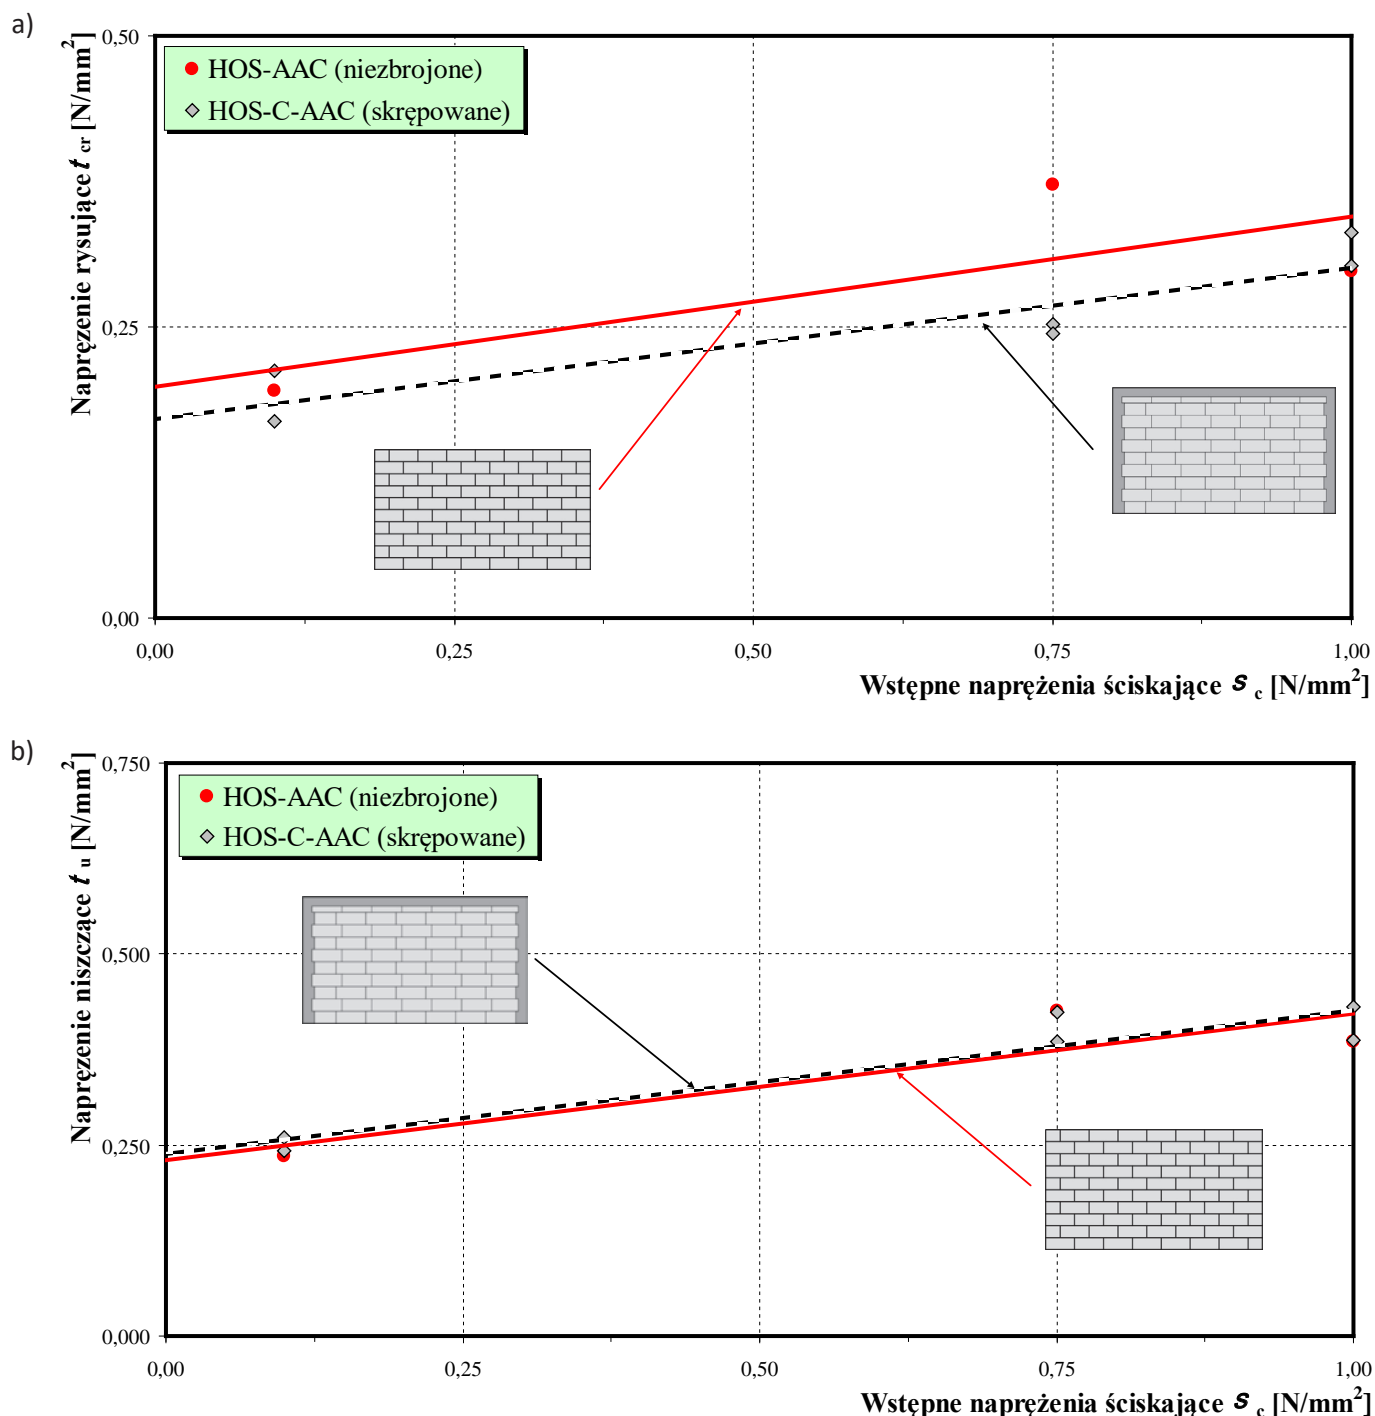 a)
Napręzenie rysujące t cr [N/mm2]
0,50
0,25
0,00
HOS-AAC (niezbrojone)
HOS-C-AAC (skrępowane)
0,00 0,25 0,50 0,75 1,00
Wstępne naprężenia ściskające s c [N/mm2]
b)
Napręzenie niszczące t u [N/mm2]
0,750
0,500
0,250
0,000
HOS-AAC (niezbrojone)
HOS-C-AAC (skrępowane)
0,00 0,25 0,50 0,75 1,00
Wstępne naprężenia ściskające s c [N/mm2]